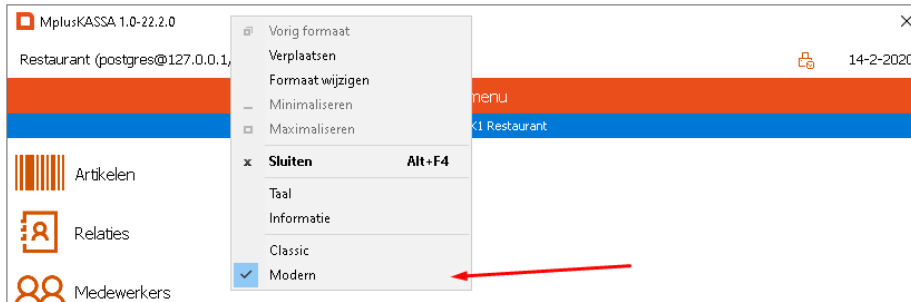 MplusKASSA 1.0-22.2.0
Restaurant (postgres@127.0.0.1,
14-2-2020
menu
K1 Restaurant
Vorig formaat
Verplaatsen
Formaat wijzigen
Minimaliseren
Maximaliseren
Sluiten Alt+F4
Taal
Informatie
Classic
Modern
Artikelen
Relaties
Medewerkers